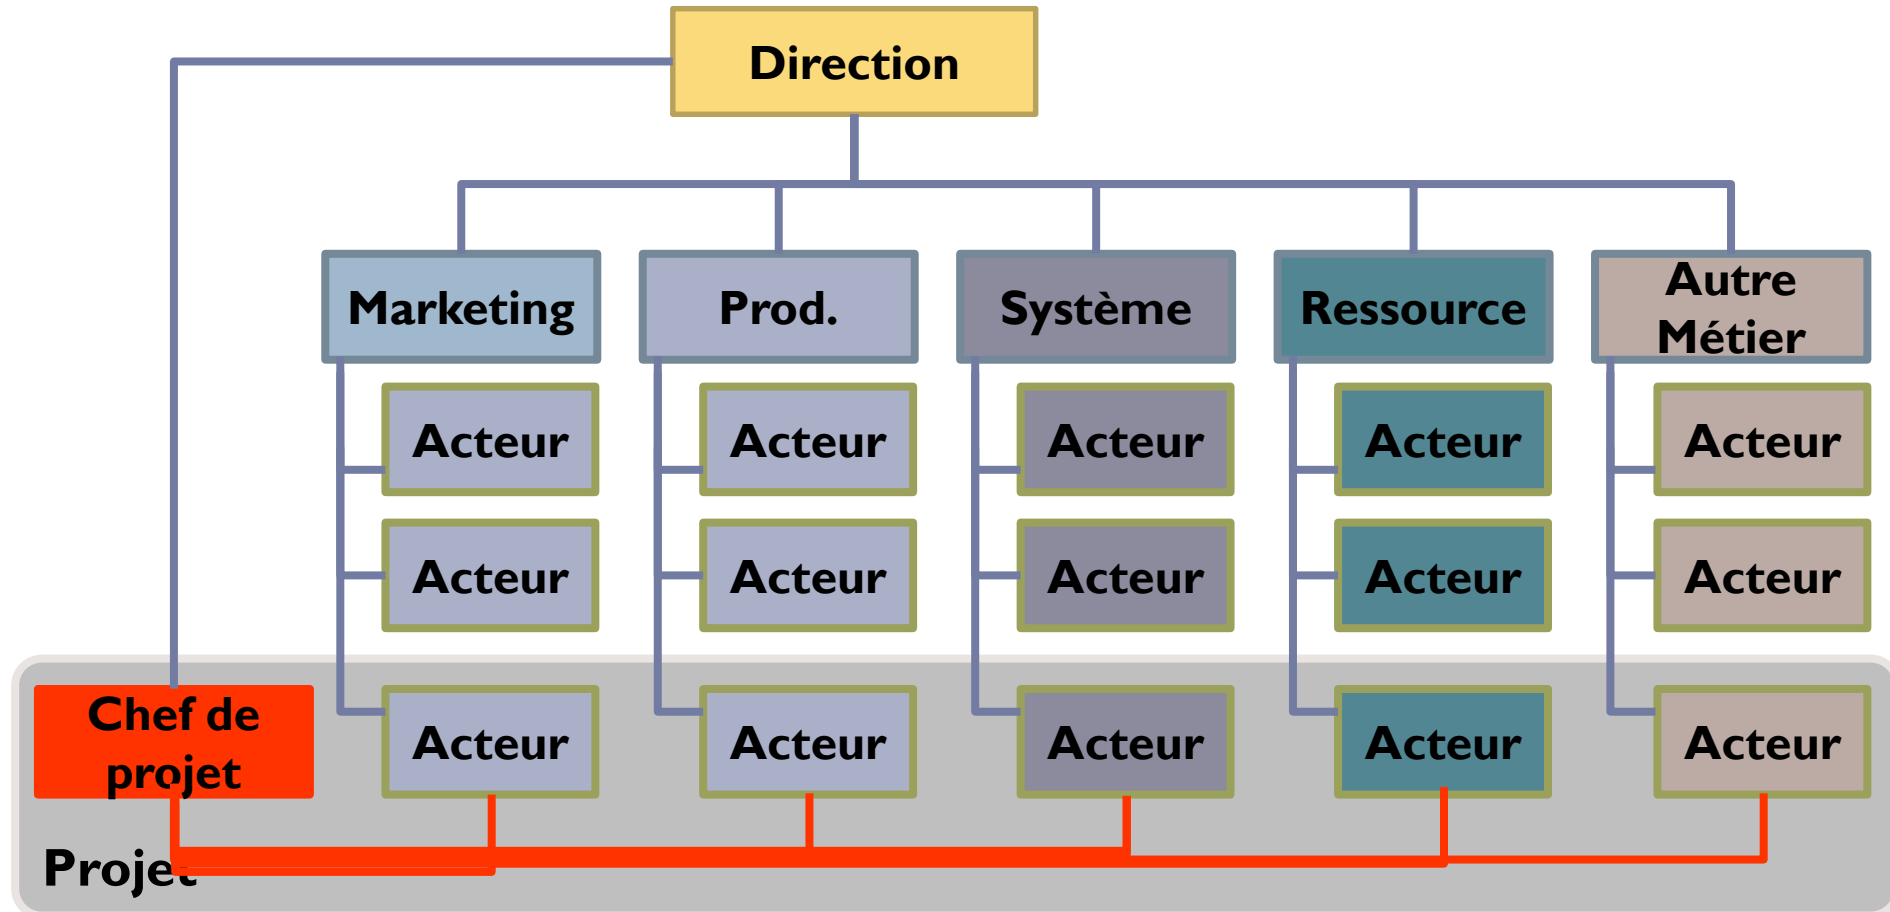 Direction
Marketing
Prod.
Système
Ressource
Autre
Métier
Acteur
Acteur
Acteur
Acteur
Acteur
Acteur
Acteur
Acteur
Acteur
Acteur
Chef de
projet
Acteur
Acteur
Acteur
Acteur
Acteur
Projet